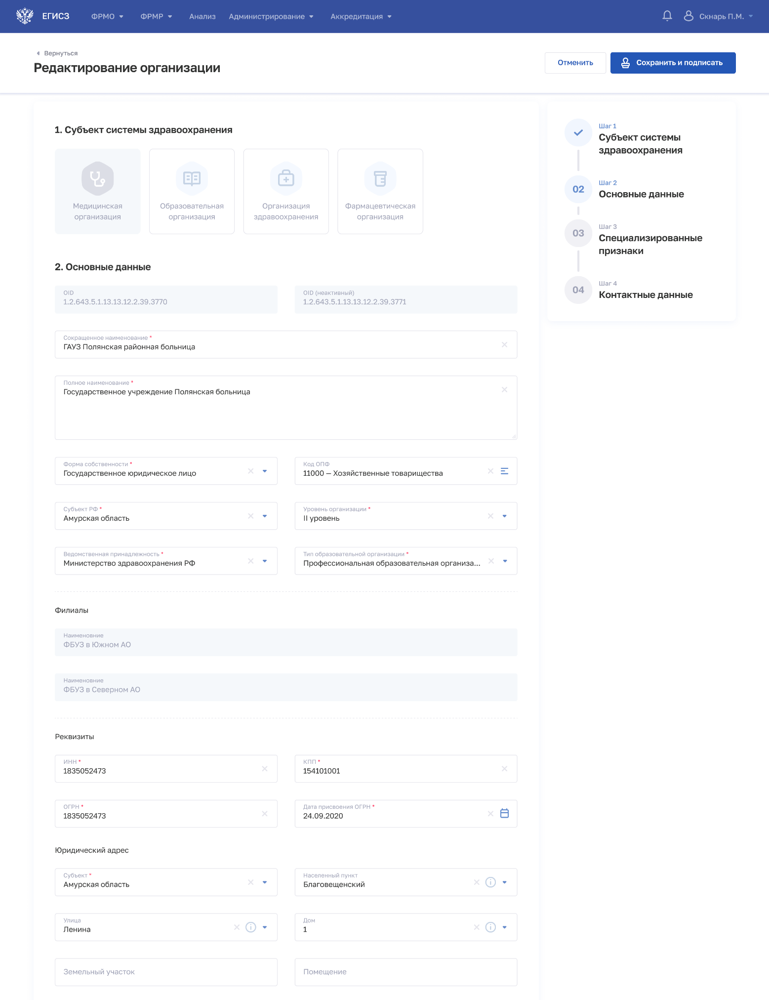 ЕГИСЗ ФРМО ФРМР Анализ Администрирование Аккредитация Скнарь П.М.
Вернуться
Редактирование организации
Отменить Сохранить и подписать
1. Субъект системы здравоохранения
Медицинская
организация
Образовательная
организация
Организация
здравоохранения
Фармацевтическая
организация
Шаг 1
Субъект системы
здравоохранения
02
Шаг 2
Основные данные
03
Шаг 3
Специализированные
признаки
04
Шаг 4
Контактные данные
2. Основные данные
OID
1.2.643.5.1.13.13.12.2.39.3770
OID (неактивный)
1.2.643.5.1.13.13.12.2.39.3771
Сокращенное наименование *
ГАУЗ Полянская районная больница
Полное наименование *
Государственное учреждение Полянская больница
Форма собственности *
Государственное юридическое лицо
Код ОПФ
11000 — Хозяйственные товарищества
Субъект РФ *
Амурская область
Уровень организации *
II уровень
Ведомственная принадлежность *
Министерство здравоохранения РФ
Тип образовательной организации *
Профессиональная образовательная организа...
Филиалы
Наименовние
ФБУЗ в Южном АО
Наименовние
ФБУЗ в Северном АО
Реквизиты
ИНН *
1835052473
КПП *
154101001
ОГРН *
1835052473
Дата присвоения ОГРН *
24.09.2020
Юридический адрес
Субъект *
Амурская область
Населенный пункт
Благовещенский
Улица
Ленина
Дом
1
Земельный участок
Помещение